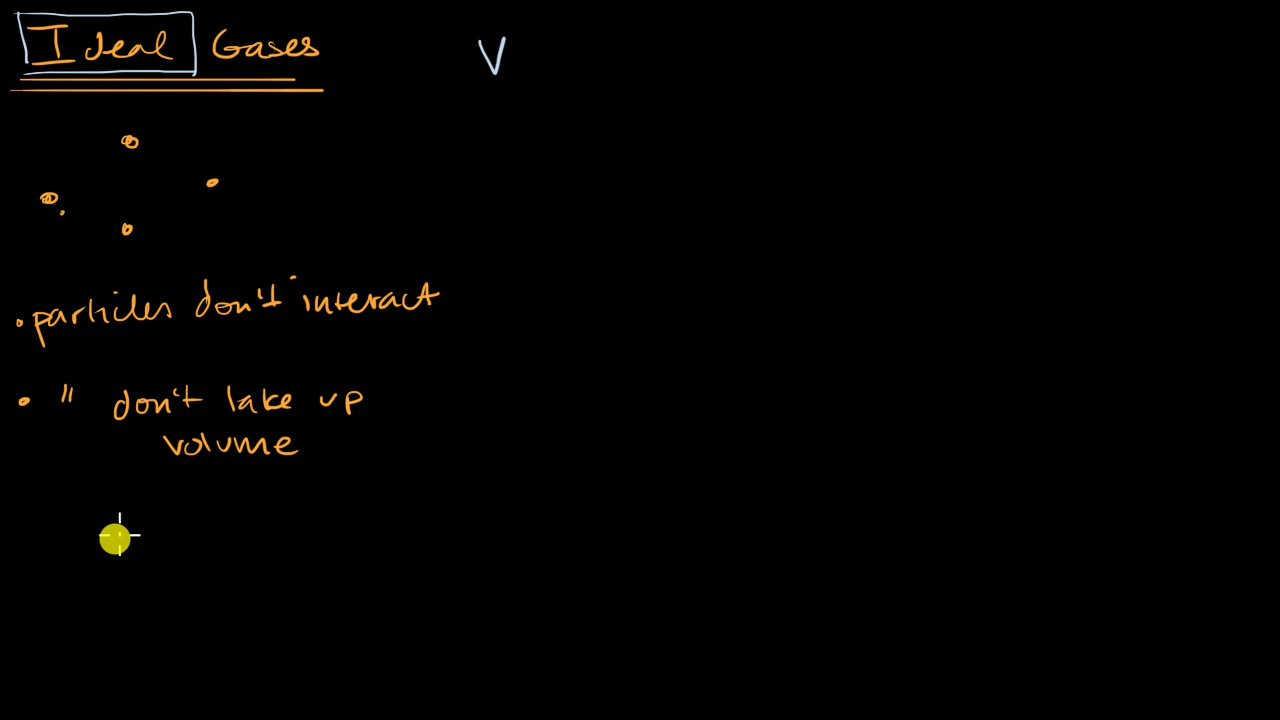 Ideal Gases
V
• particles don't interact
• " don't take up
volume